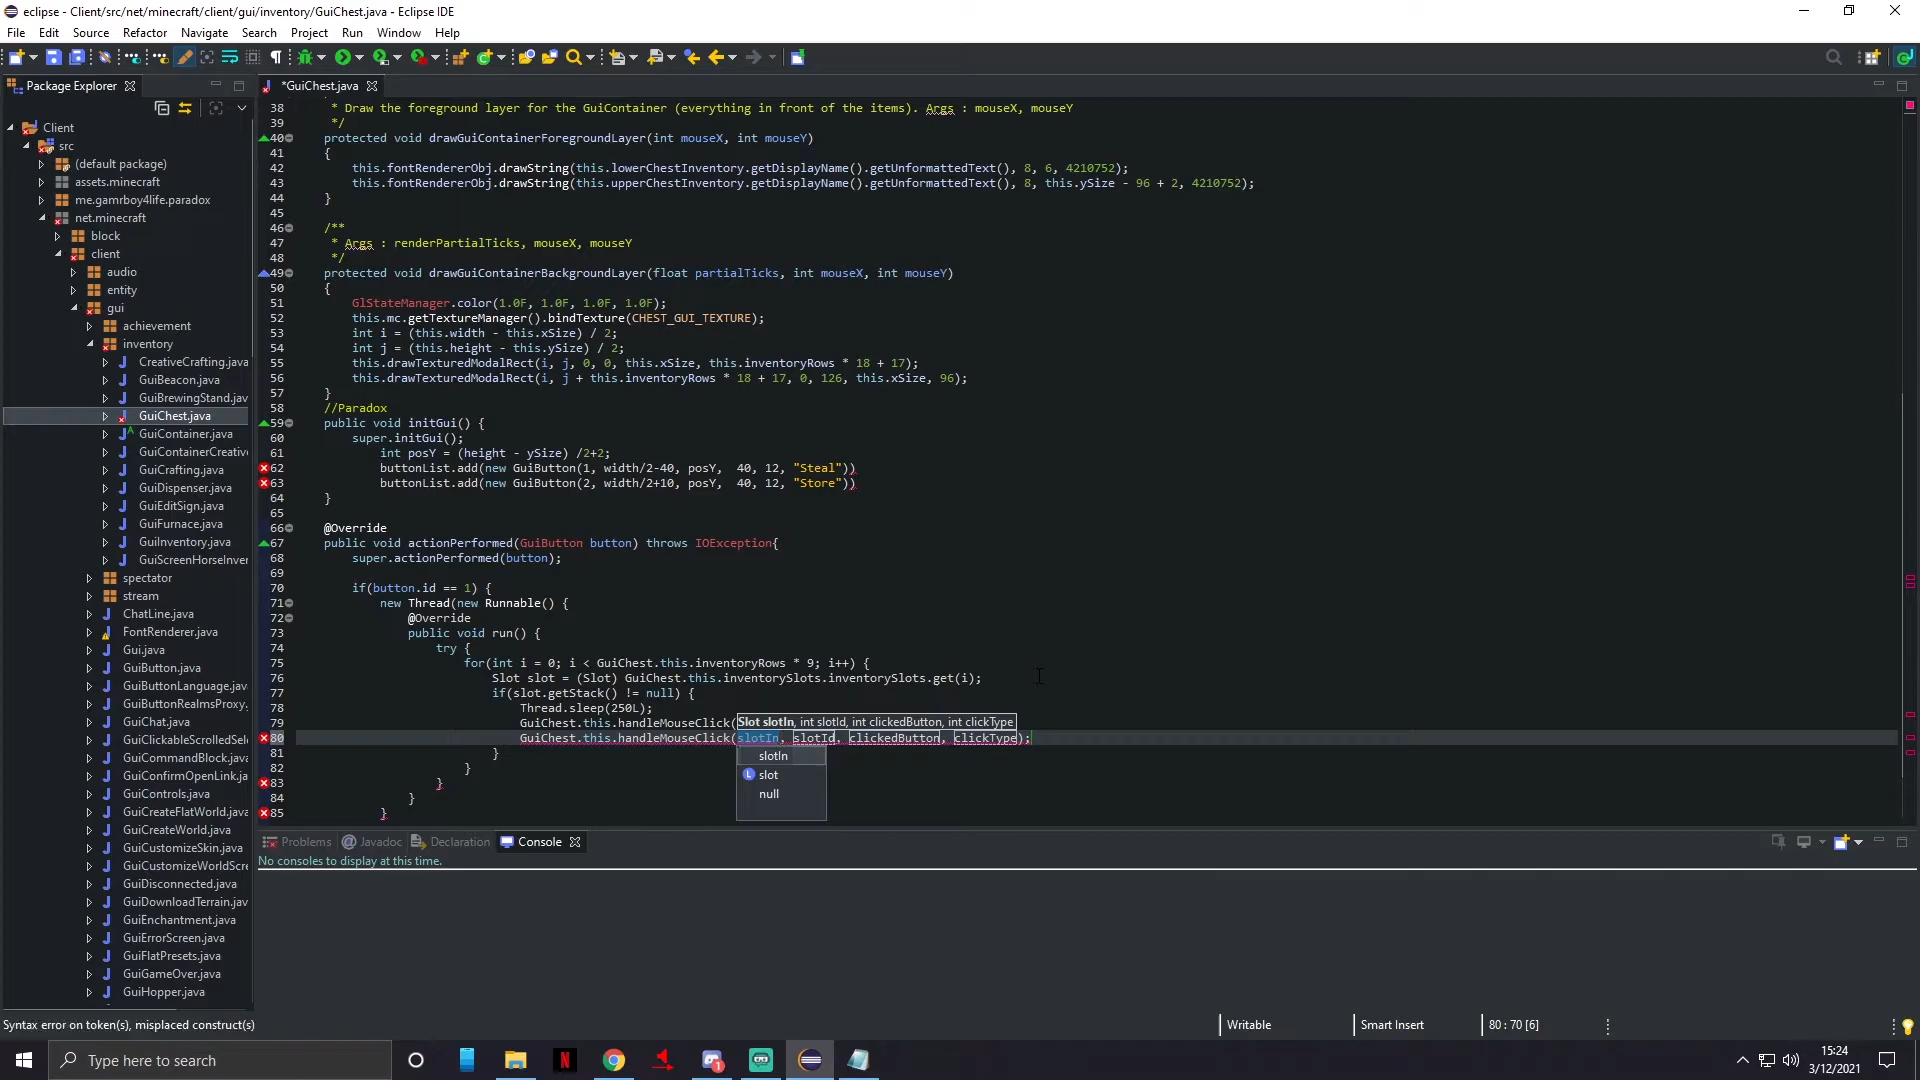 eclipse - Client/src/net/minecraft/client/gui/inventory/GuiChest.java - Eclipse IDE
File Edit Source Refactor Navigate Search Project Run Window Help
Package Explorer
*GuiChest.java
Client
src
(default package)
assets.minecraft
me.gamrboy4life.paradox
net.minecraft
block
client
audio
entity
gui
achievement
inventory
CreativeCrafting.java
GuiBeacon.java
GuiBrewingStand.jav
GuiChest.java
GuiContainer.java
GuiContainerCreativ
GuiCrafting.java
GuiDispenser.java
GuiEditSign.java
GuiFurnace.java
GuiInventory.java
GuiScreenHorseInver
spectator
stream
ChatLine.java
FontRenderer.java
Gui.java
GuiButton.java
GuiButtonLanguage.java
GuiButtonRealmsProxy.
GuiChat.java
GuiClickableScrolledSele
GuiCommandBlock.java
GuiConfirmOpenLink.ja
GuiControls.java
GuiCreateFlatWorld.java
GuiCreateWorld.java
GuiCustomizeSkin.java
GuiCustomizeWorldScre
GuiDisconnected.java
GuiDownloadTerrain.jav
GuiEnchantment.java
GuiErrorScreen.java
GuiFlatPresets.java
GuiGameOver.java
GuiHopper.java
38 * Draw the foreground layer for the GuiContainer (everything in front of the items). Args : mouseX, mouseY
39 */
40 protected void drawGuiContainerForegroundLayer(int mouseX, int mouseY)
41 {
42 this.fontRendererObj.drawString(this.lowerChestInventory.getDisplayName().getUnformattedText(), 8, 6, 4210752);
43 this.fontRendererObj.drawString(this.upperChestInventory.getDisplayName().getUnformattedText(), 8, this.ySize - 96 + 2, 4210752);
44 }
45
46 /**
47 * Args : renderPartialTicks, mouseX, mouseY
48 */
49 protected void drawGuiContainerBackgroundLayer(float partialTicks, int mouseX, int mouseY)
50 {
51 GlStateManager.color(1.0F, 1.0F, 1.0F, 1.0F);
52 this.mc.getTextureManager().bindTexture(CHEST_GUI_TEXTURE);
53 int i = (this.width - this.xSize) / 2;
54 int j = (this.height - this.ySize) / 2;
55 this.drawTexturedModalRect(i, j, 0, 0, this.xSize, this.inventoryRows * 18 + 17);
56 this.drawTexturedModalRect(i, j + this.inventoryRows * 18 + 17, 0, 126, this.xSize, 96);
57 }
58 //Paradox
59 public void initGui() {
60 super.initGui();
61 int posY = (height - ySize) /2+2;
62 buttonList.add(new GuiButton(1, width/2-40, posY,  40, 12, "Steal"))
63 buttonList.add(new GuiButton(2, width/2+10, posY,  40, 12, "Store"))
64 }
65
66 @Override
67 public void actionPerformed(GuiButton button) throws IOException{
68 super.actionPerformed(button);
69
70 if(button.id == 1) {
71 new Thread(new Runnable() {
72 @Override
73 public void run() {
74 try {
75 for(int i = 0; i < GuiChest.this.inventoryRows * 9; i++) {
76 Slot slot = (Slot) GuiChest.this.inventorySlots.inventorySlots.get(i);
77 if(slot.getStack() != null) {
78 Thread.sleep(250L);
79 GuiChest.this.handleMouseClick(
Slot slotIn, int slotId, int clickedButton, int clickType
80 GuiChest.this.handleMouseClick(slotIn, slotId, clickedButton, clickType);
81 }
slotIn
slot
null
82 }
83 }
84 }
85 }
Problems Javadoc Declaration Console
No consoles to display at this time.
Syntax error on token(s), misplaced construct(s)
Writable
Smart Insert
80 : 70 [6]
Type here to search
1
15:24
3/12/2021